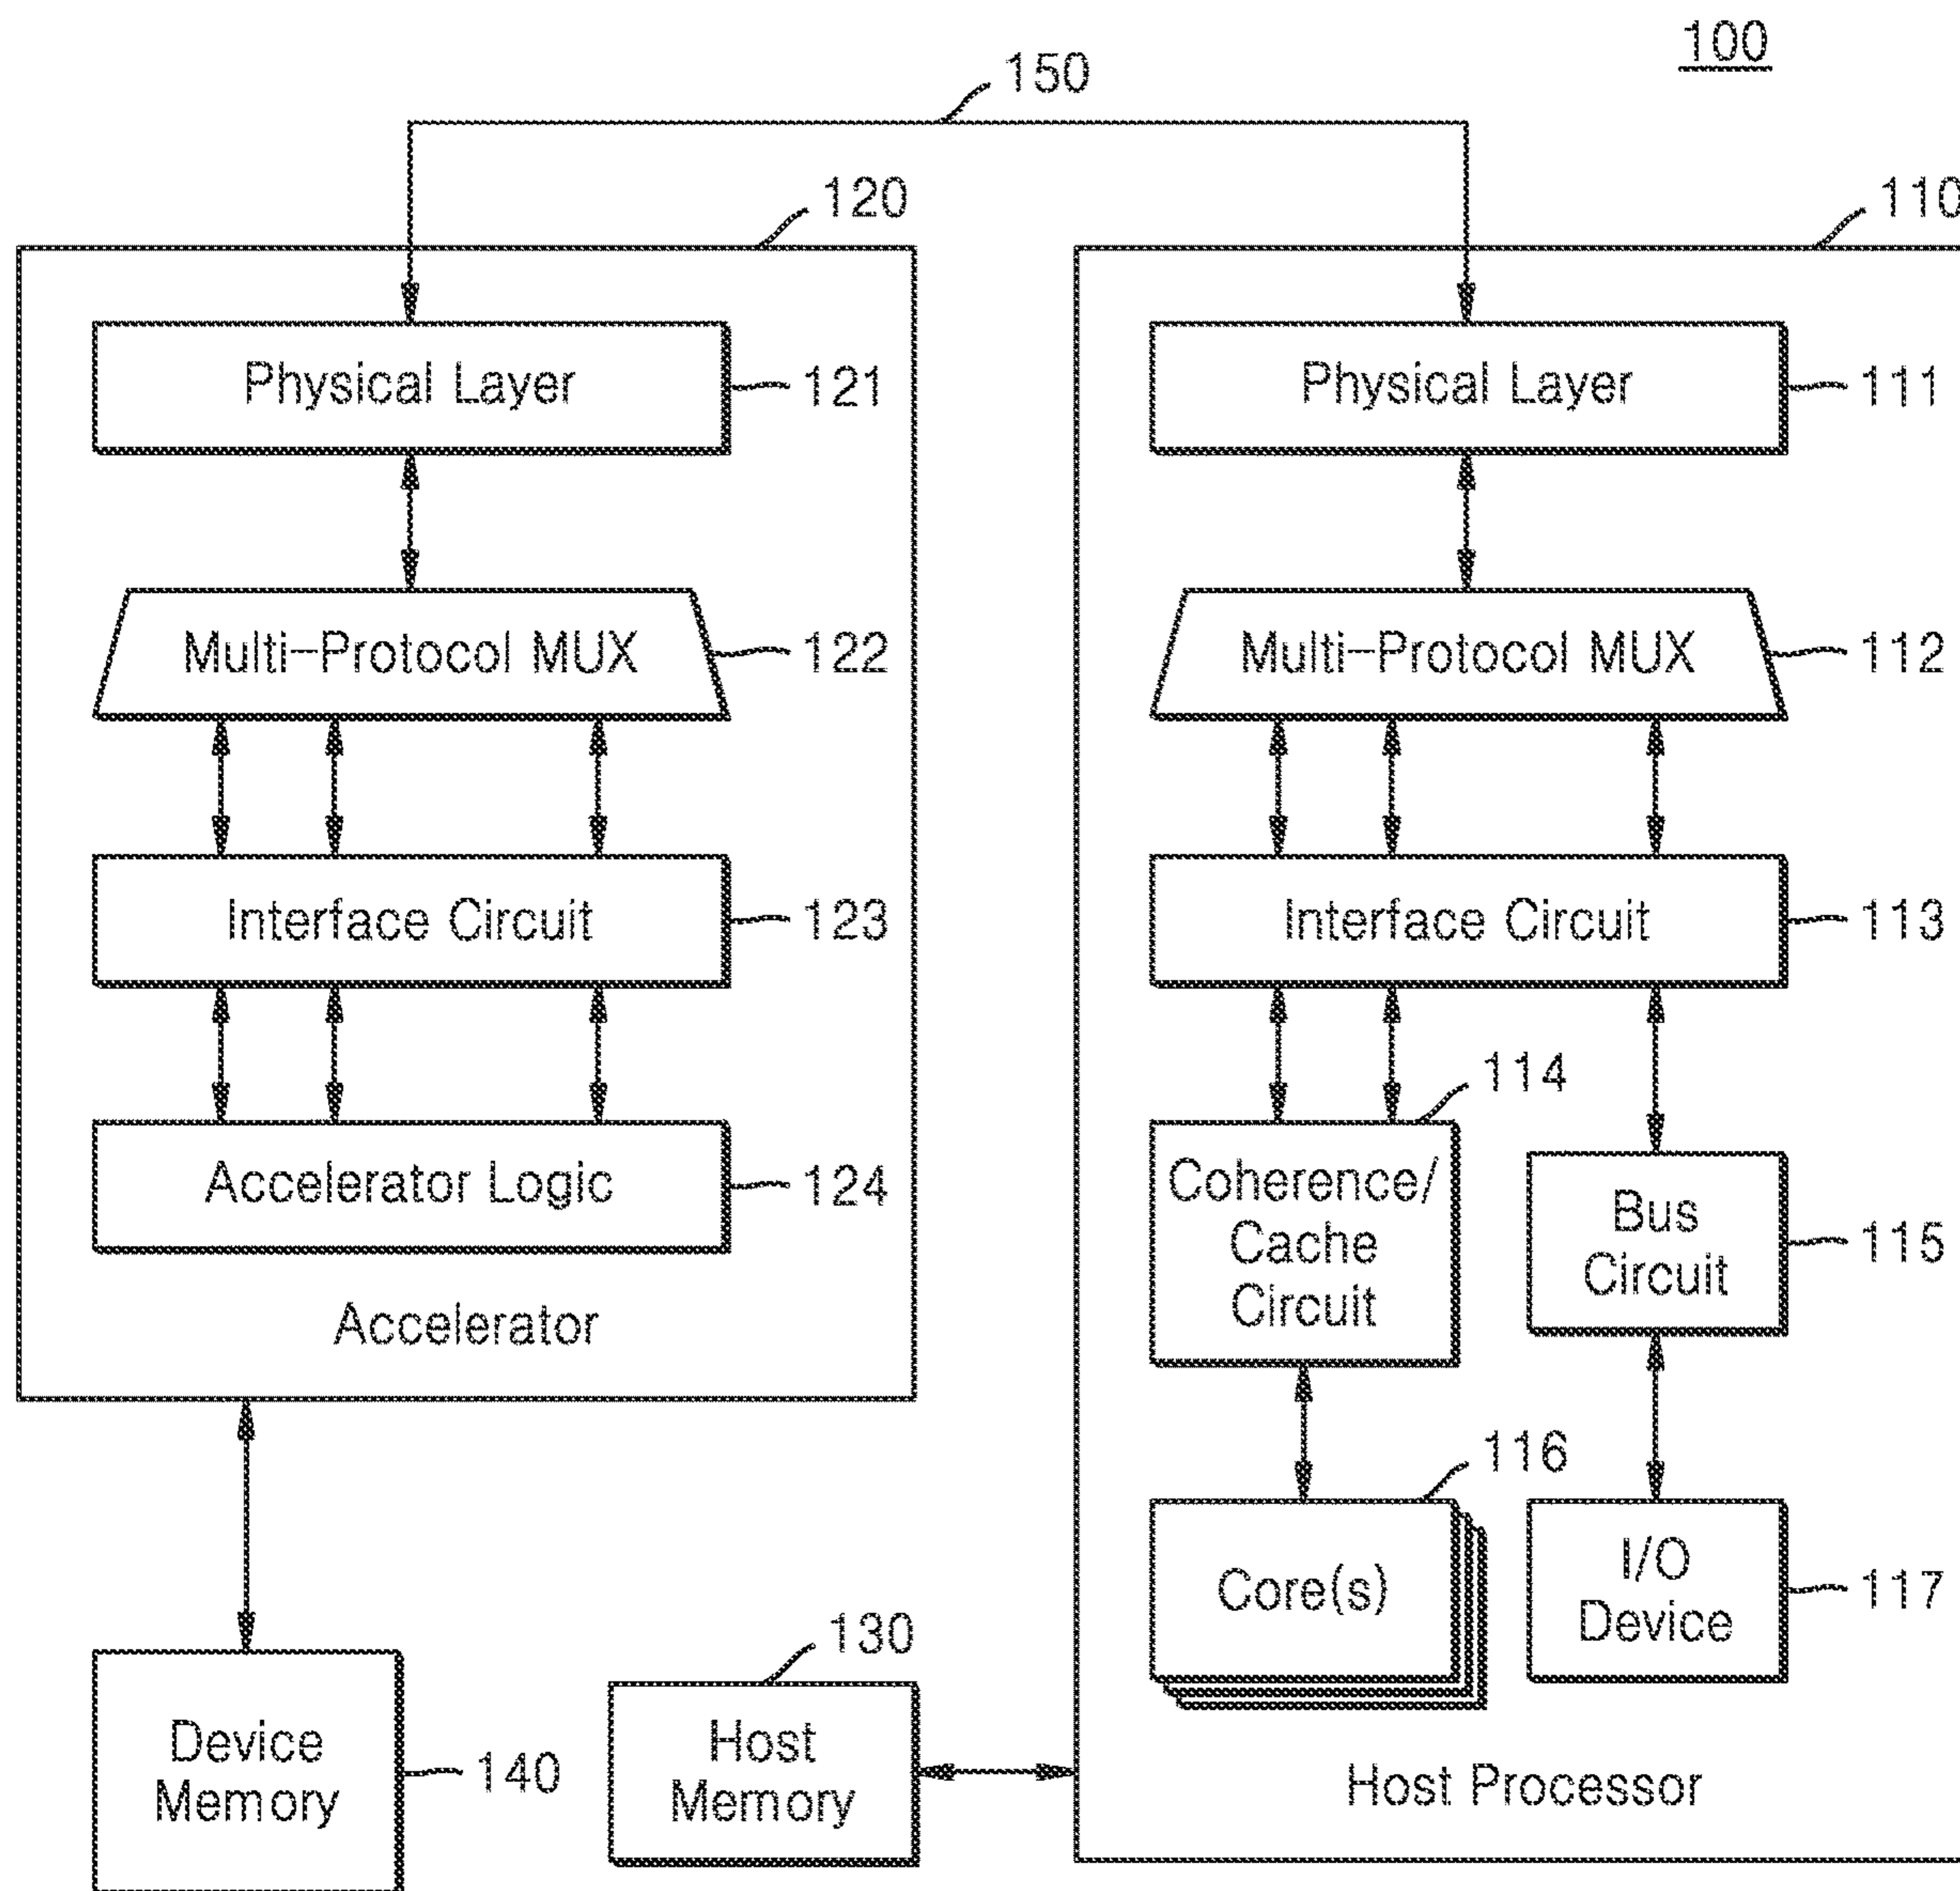 100
150
120
110
Physical Layer
121
Physical Layer
111
Multi-Protocol MUX
122
Multi-Protocol MUX
112
Interface Circuit
123
Interface Circuit
113
Accelerator Logic
124
114
Coherence/
Cache
Circuit
Bus
Circuit
115
Accelerator
116
Core(s)
I/O
Device
117
Device
Memory
140
130
Host
Memory
Host Processor